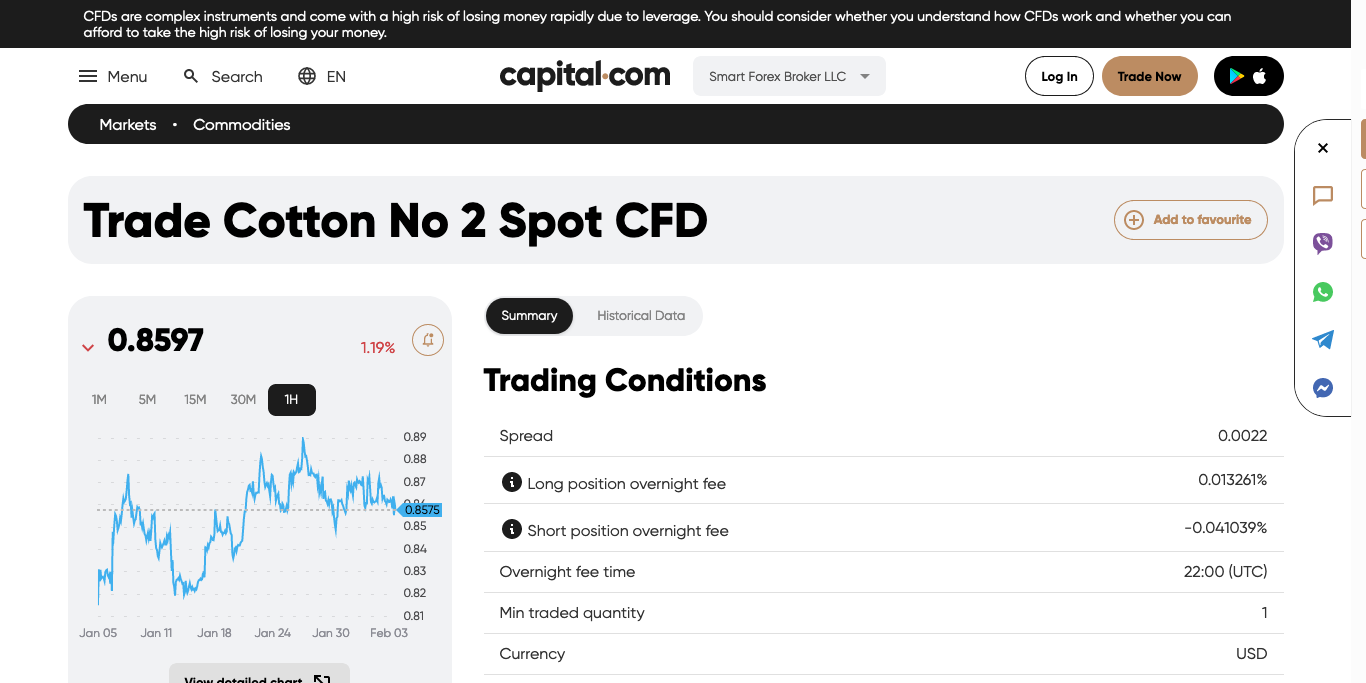 CFDs are complex instruments and come with a high risk of losing money rapidly due to leverage. You should consider whether you understand how CFDs work and whether you can
afford to take the high risk of losing your money.
Menu
Search
EN
capital.com
Smart Forex Broker LLC
Log In
Trade Now
Markets • Commodities
Trade Cotton No 2 Spot CFD
Add to favourite
0.8597
1.19%
1M 5M 15M 30M 1H
0.89
0.88
0.87
0.86
0.8575
0.85
0.84
0.83
0.82
0.81
Jan 05 Jan 11 Jan 18 Jan 24 Jan 30 Feb 03
View detailed chart
Summary
Historical Data
Trading Conditions
Spread 0.0022
Long position overnight fee 0.013261%
Short position overnight fee -0.041039%
Overnight fee time 22:00 (UTC)
Min traded quantity 1
Currency USD